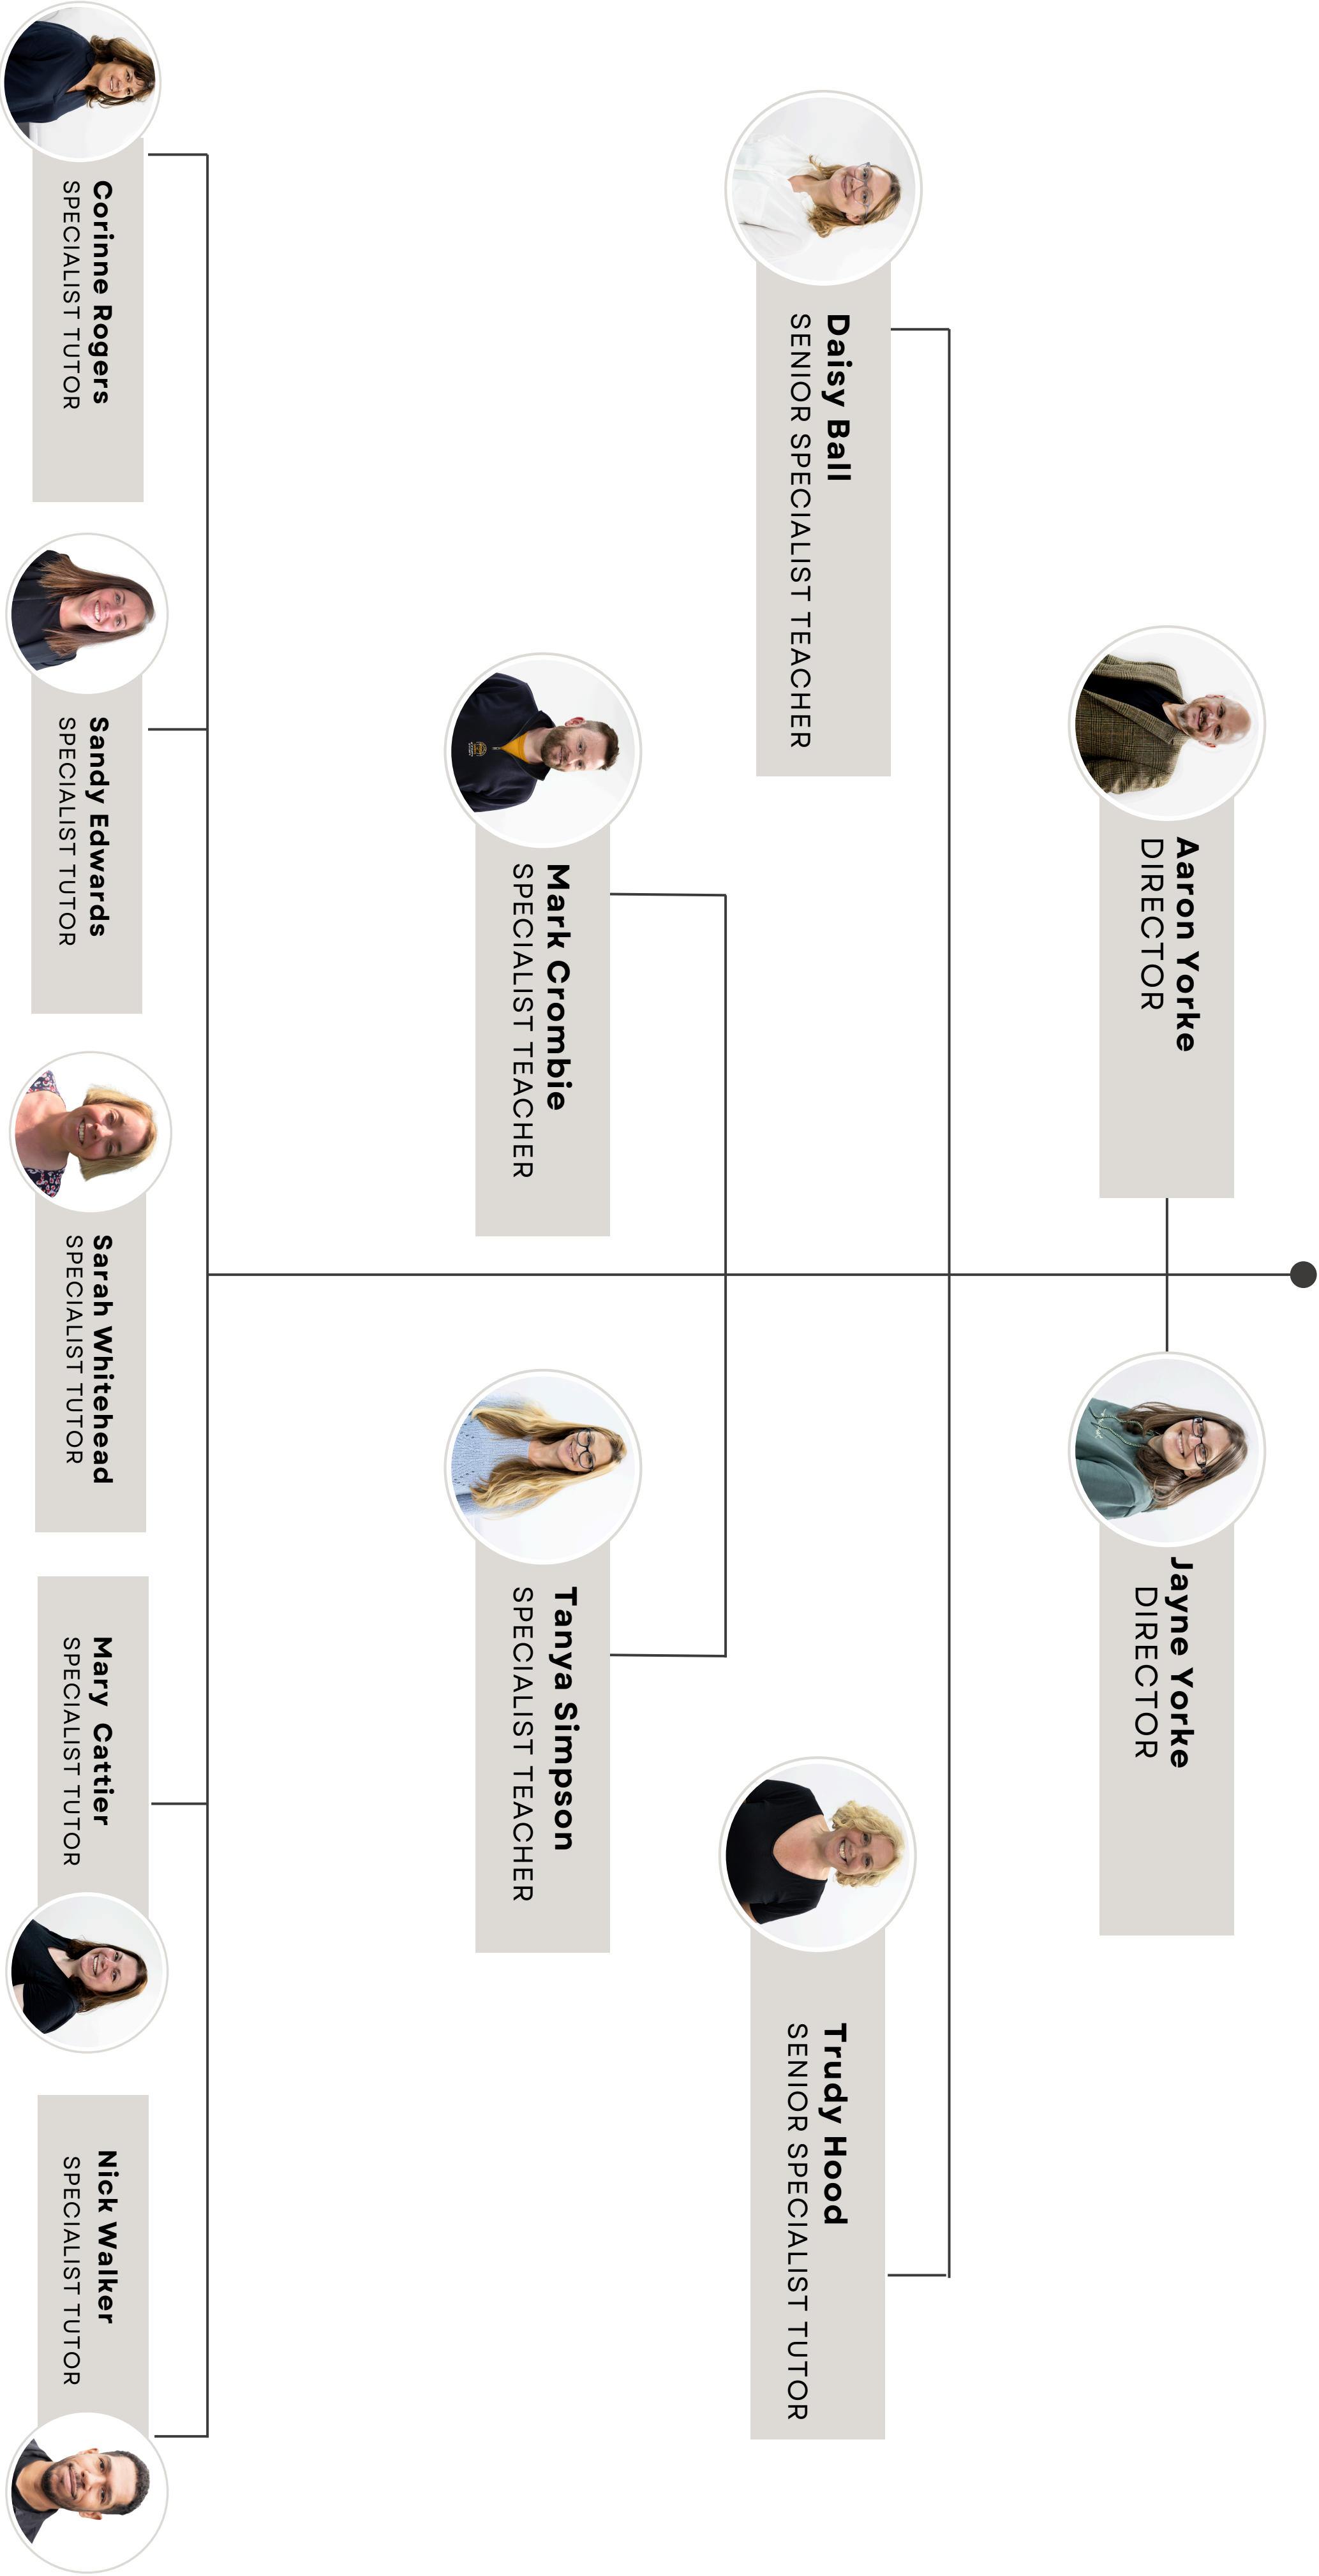 Aaron Yorke
DIRECTOR
Jayne Yorke
DIRECTOR
Daisy Ball
SENIOR SPECIALIST TEACHER
Trudy Hood
SENIOR SPECIALIST TUTOR
Mark Crombie
SPECIALIST TEACHER
Tanya Simpson
SPECIALIST TEACHER
Corinne Rogers
SPECIALIST TUTOR
Sandy Edwards
SPECIALIST TUTOR
Sarah Whitehead
SPECIALIST TUTOR
Mary Cattier
SPECIALIST TUTOR
Nick Walker
SPECIALIST TUTOR